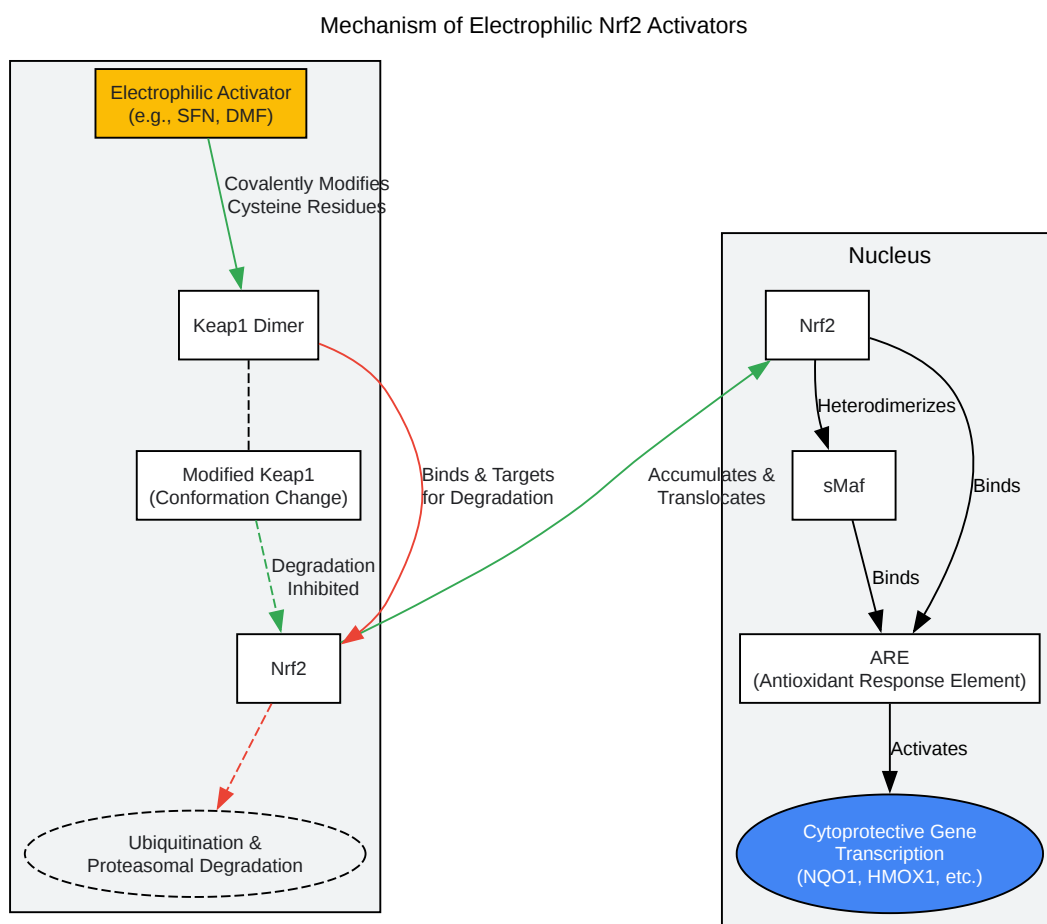 Mechanism of Electrophilic Nrf2 Activators
Electrophilic Activator
(e.g., SFN, DMF)
Covalently Modifies
Cysteine Residues
Keap1 Dimer
Modified Keap1
(Conformation Change)
Binds & Targets
for Degradation
Degradation
Inhibited
Nrf2
Ubiquitination &
Proteasomal Degradation
Accumulates &
Translocates
Nucleus
Nrf2
Heterodimerizes
sMaf
Binds
Binds
ARE
(Antioxidant Response Element)
Activates
Cytoprotective Gene
Transcription
(NQO1, HMOX1, etc.)